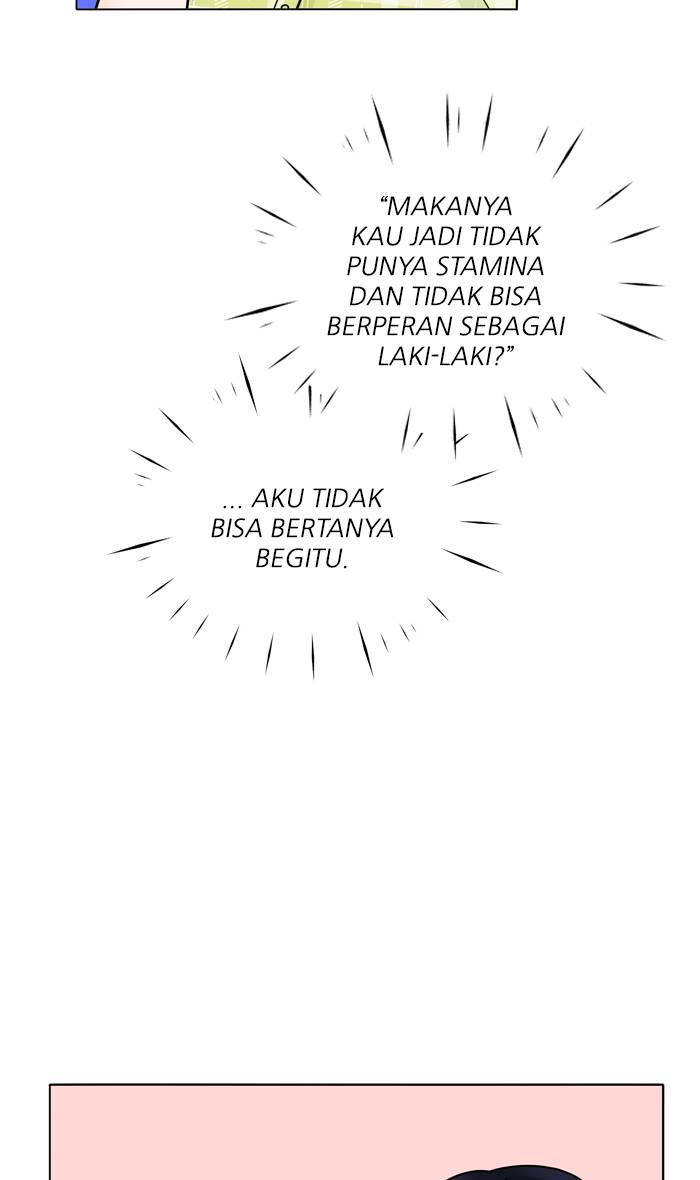 “MAKANYA
KAU JADI TIDAK
PUNYA STAMINA
DAN TIDAK BISA
BERPERAN SEBAGAI
LAKI-LAKI?”
... AKU TIDAK
BISA BERTANYA
BEGITU.